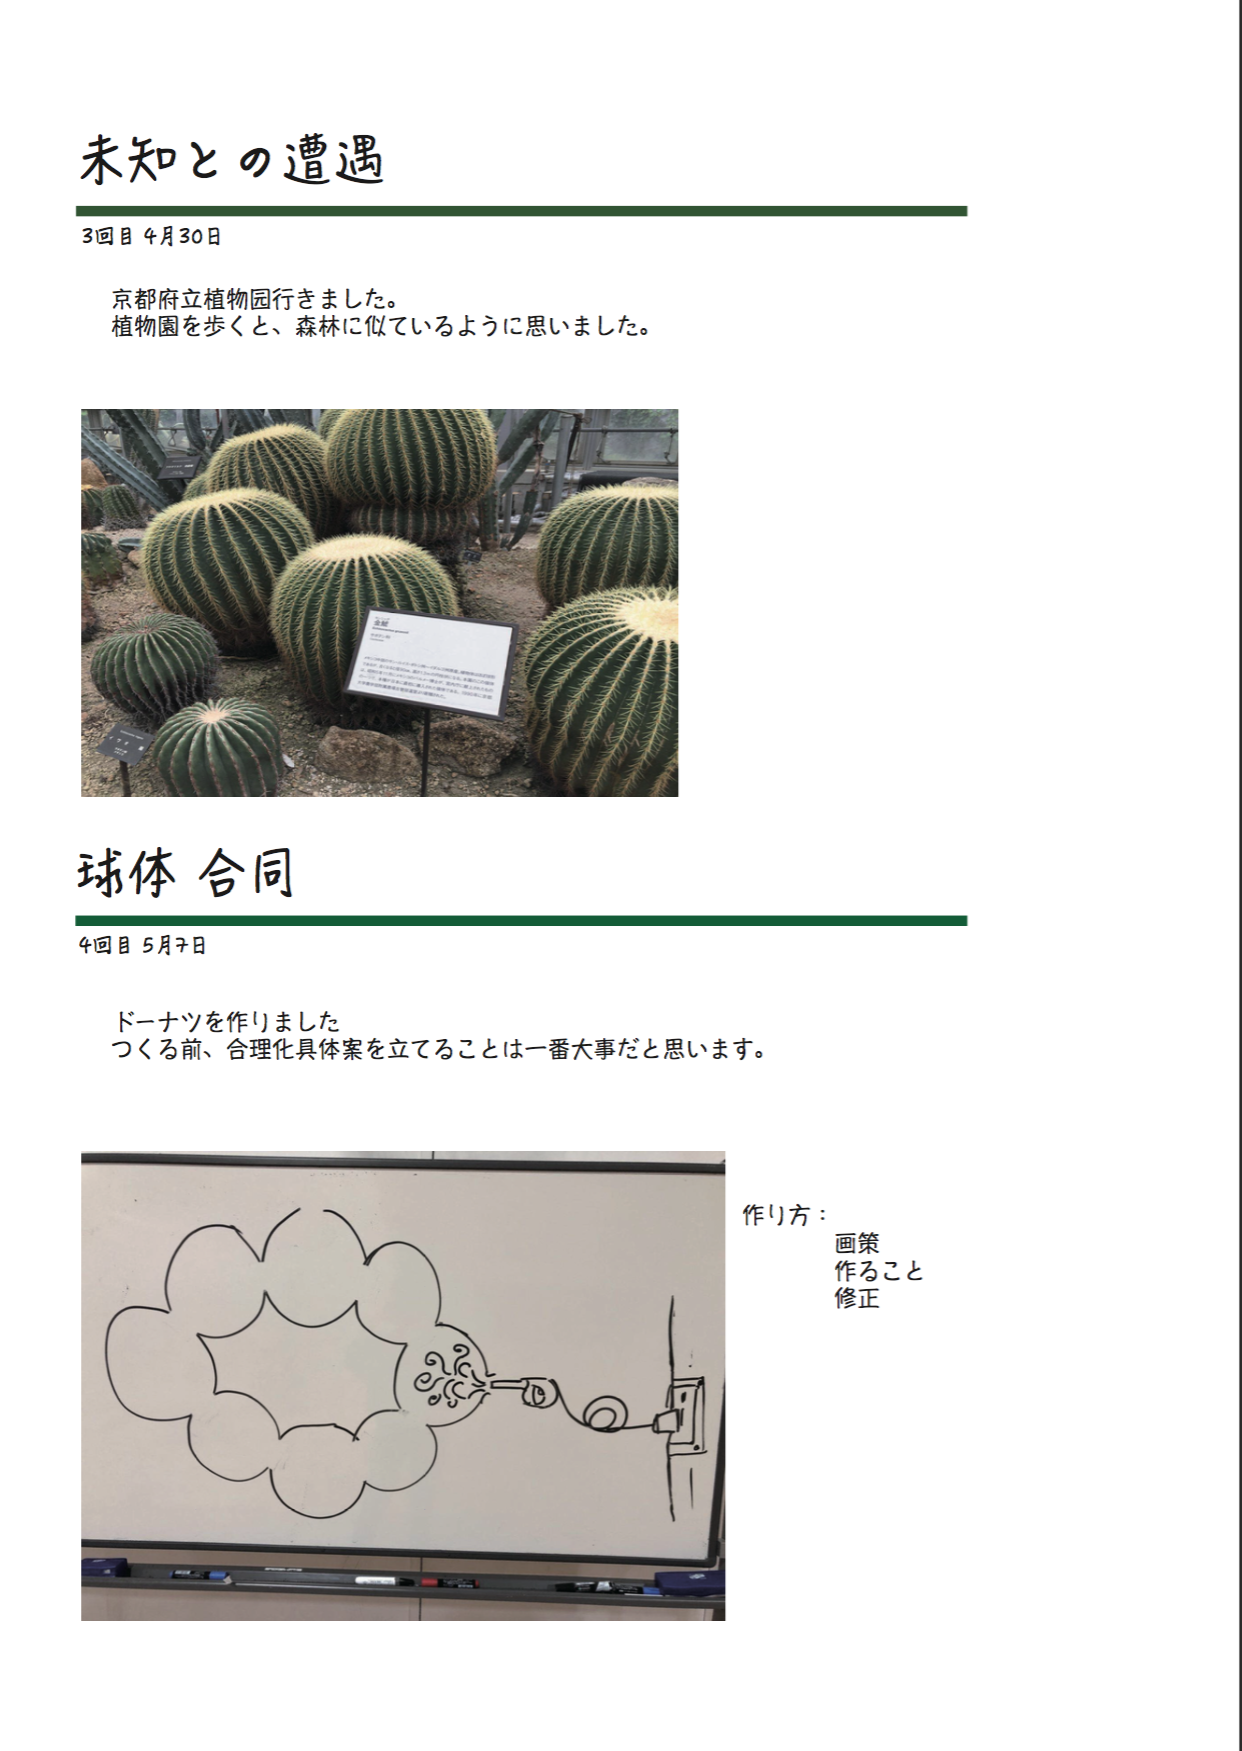 未知との遭遇
3回目 4月30日
京都府立植物园行きました。
植物園を歩くと、森林に似ているように思いました。
金鯱
球体 合同
4回目 5月7日
ドーナツを作りました
つくる前、合理化具体案を立てることは一番大事だと思います。
作り方：
画策
作ること
修正